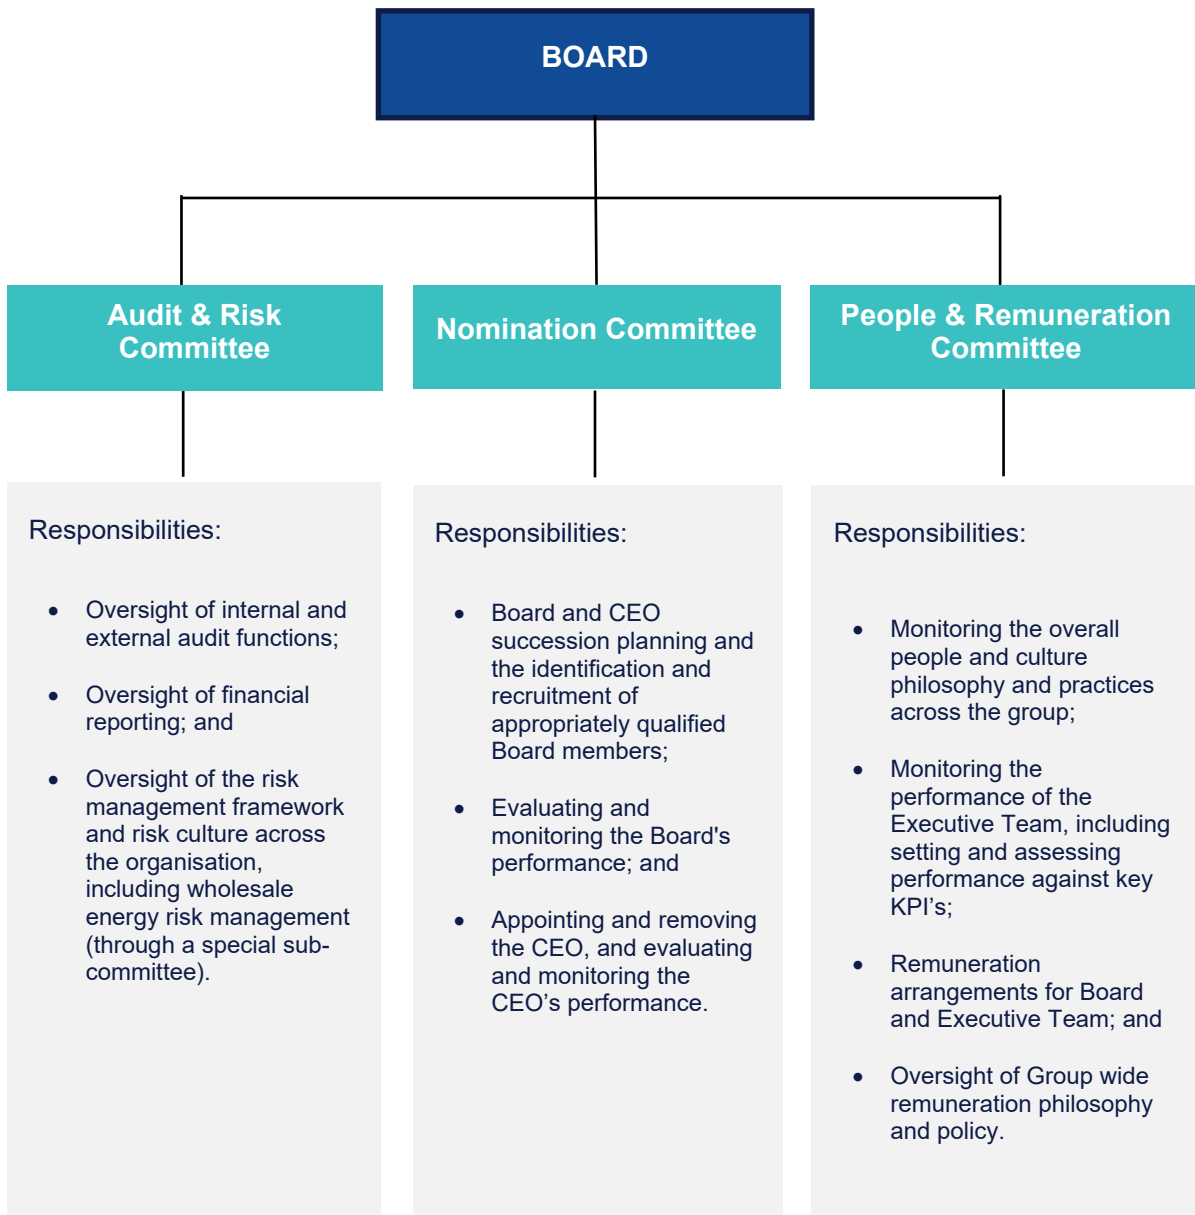 BOARD
Audit & Risk
Committee
Nomination Committee
People & Remuneration
Committee
Responsibilities:
• Oversight of internal and
external audit functions;
• Oversight of financial
reporting; and
• Oversight of the risk
management framework
and risk culture across
the organisation,
including wholesale
energy risk management
(through a special sub-
committee).
Responsibilities:
• Board and CEO
succession planning and
the identification and
recruitment of
appropriately qualified
Board members;
• Evaluating and
monitoring the Board's
performance; and
• Appointing and removing
the CEO, and evaluating
and monitoring the
CEO’s performance.
Responsibilities:
• Monitoring the overall
people and culture
philosophy and practices
across the group;
• Monitoring the
performance of the
Executive Team, including
setting and assessing
performance against key
KPI’s;
• Remuneration
arrangements for Board
and Executive Team; and
• Oversight of Group wide
remuneration philosophy
and policy.